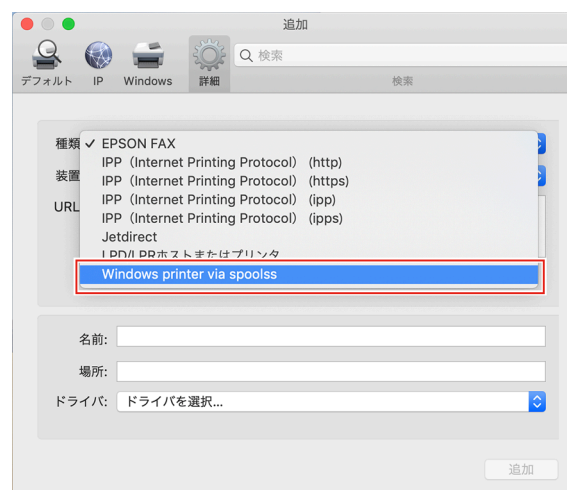 追加
デフォルト IP Windows 詳細 検索
検索
種類 ✓ EPSON FAX
IPP（Internet Printing Protocol） (http)
装置 IPP（Internet Printing Protocol） (https)
IPP（Internet Printing Protocol） (ipp)
URL IPP（Internet Printing Protocol） (ipps)
Jetdirect
LPD/LPRホストまたはプリンタ
Windows printer via spoolss
名前:
場所:
ドライバ: ドライバを選択...
追加